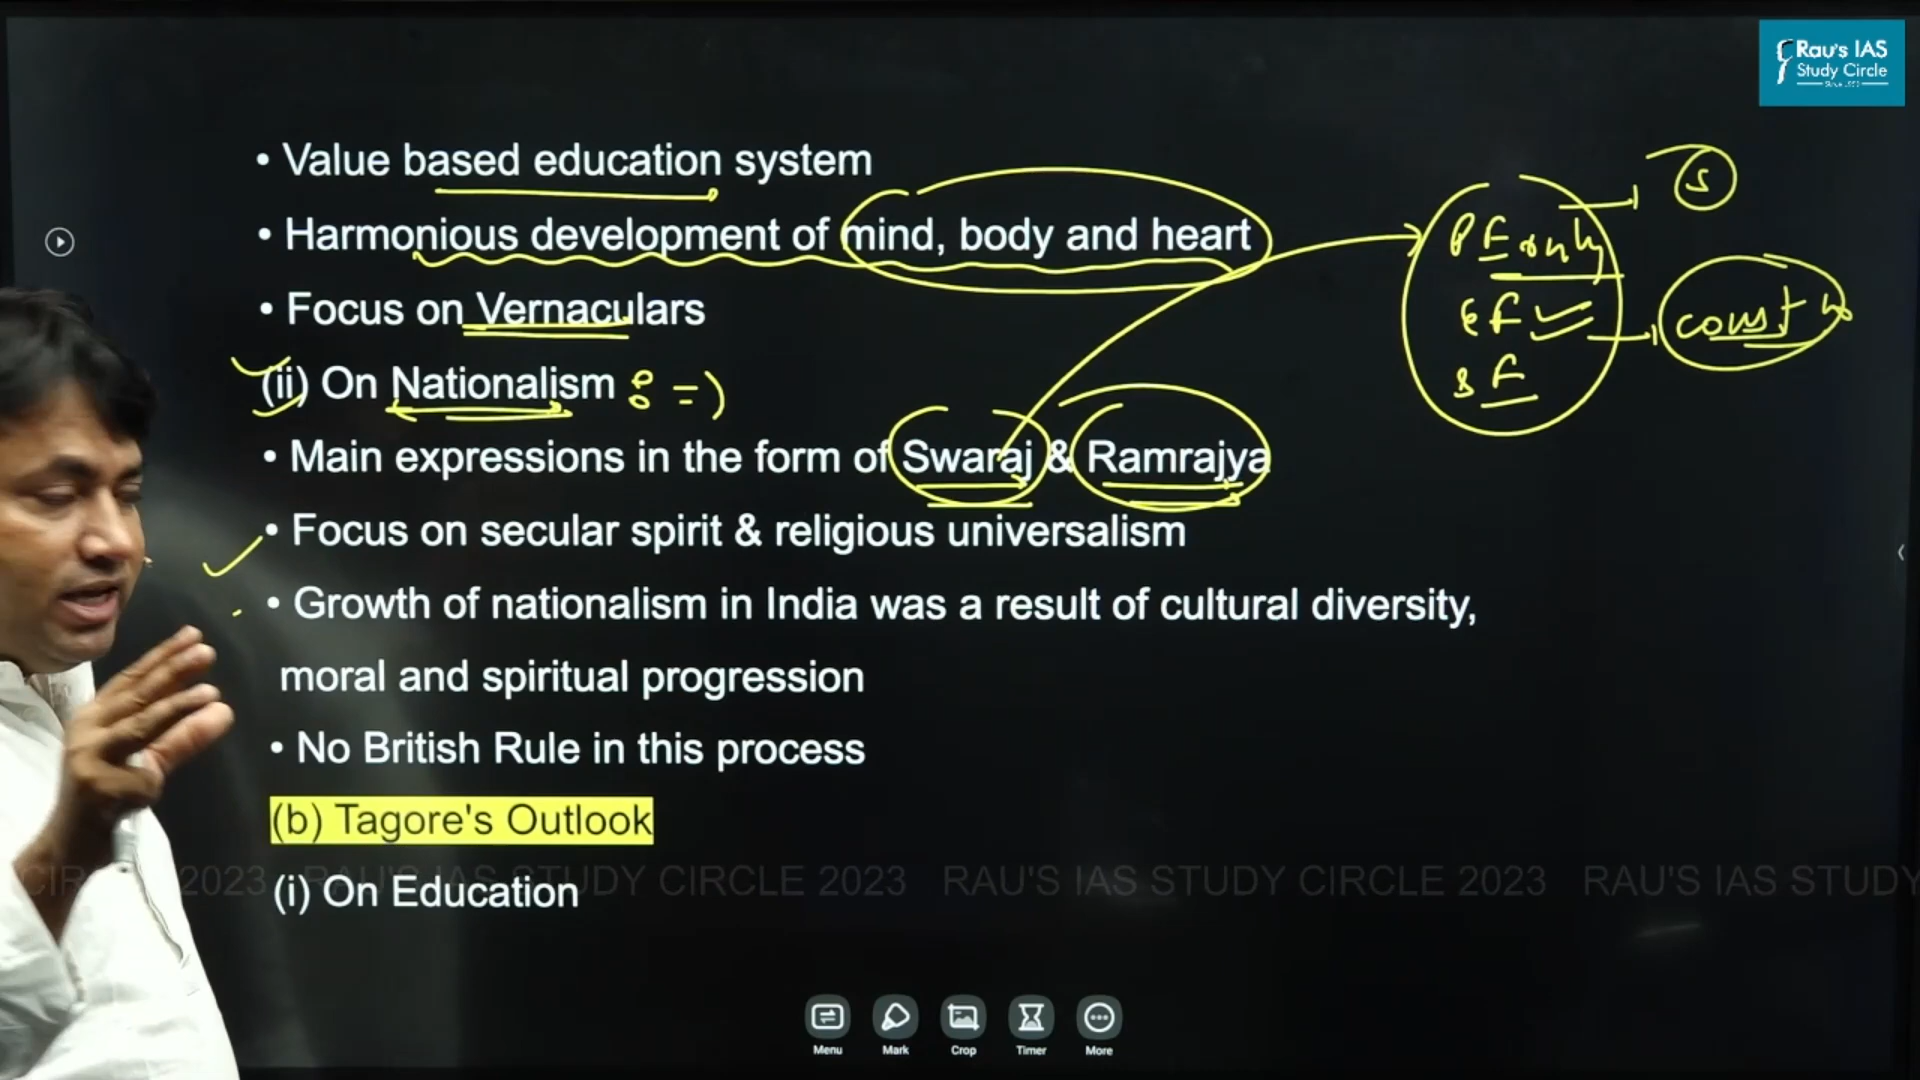 Rau's IAS
Study Circle
• Value based education system
• Harmonious development of mind, body and heart
• Focus on Vernaculars
(ii) On Nationalism : =)
• Main expressions in the form of Swaraj & Ramrajya
• Focus on secular spirit & religious universalism
• Growth of nationalism in India was a result of cultural diversity,
moral and spiritual progression
• No British Rule in this process
(b) Tagore's Outlook
(i) On Education
S
PF only
EF
SF
RAU'S IAS STUDY CIRCLE 2023 RAU'S IAS STUDY CIRCLE 2023 RAU'S IAS STUDY
Menu Mark Crop Timer More